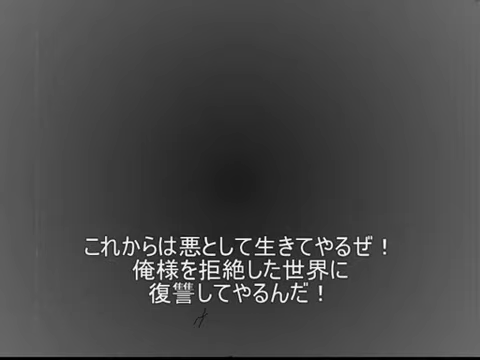 これからは悪として生きてやるぜ！
俺様を拒絶した世界に
復讐してやるんだ！